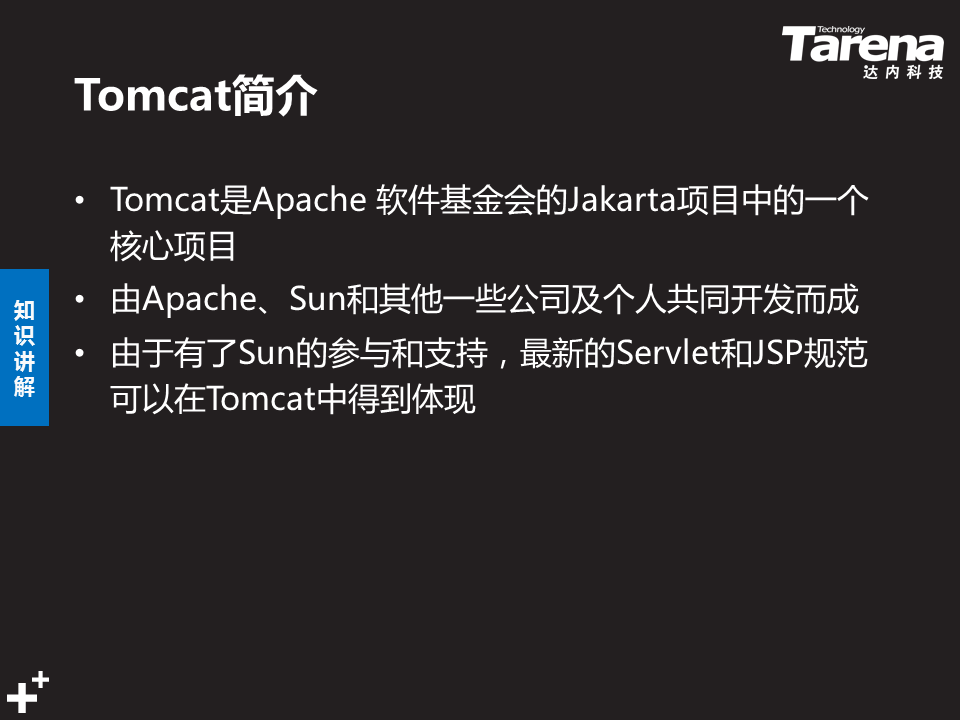 Technology
Tarena
达内科技
Tomcat简介
• Tomcat是Apache 软件基金会的Jakarta项目中的一个
核心项目
• 由Apache、Sun和其他一些公司及个人共同开发而成
• 由于有了Sun的参与和支持，最新的Servlet和JSP规范
可以在Tomcat中得到体现
知
识
讲
解